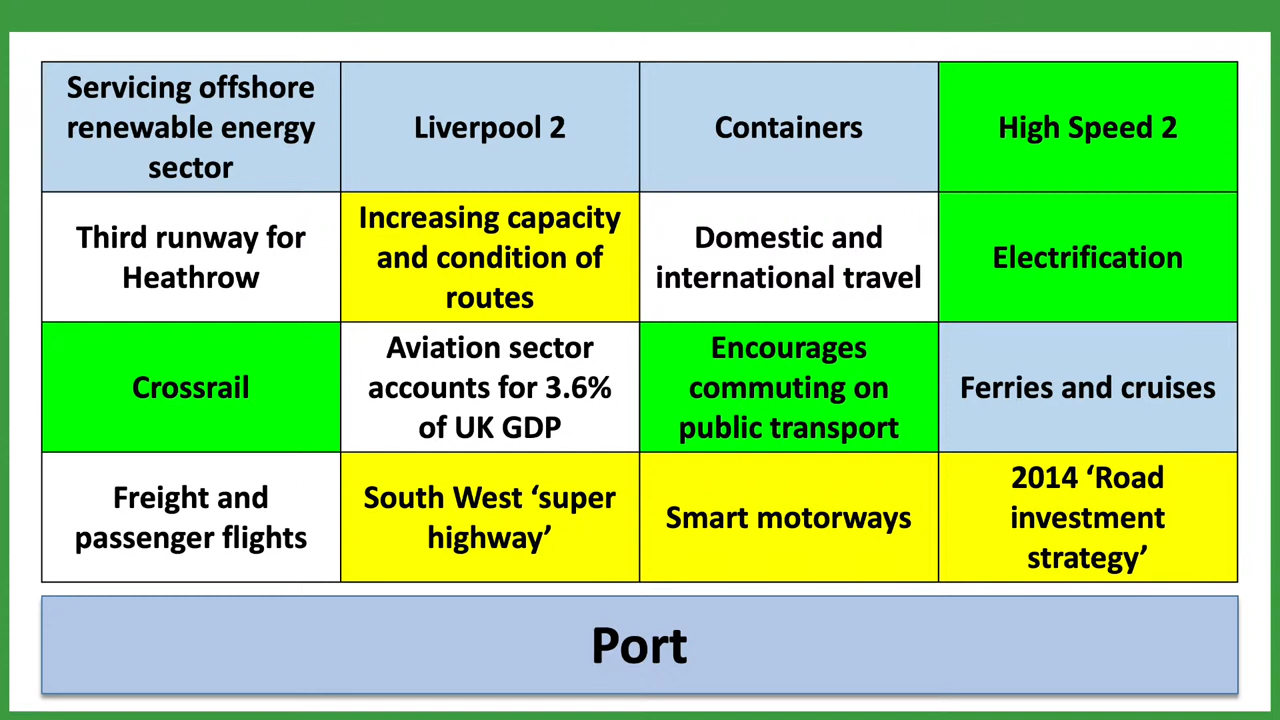 Servicing offshore
renewable energy
sector
Liverpool 2
Containers
High Speed 2
Third runway for
Heathrow
Increasing capacity
and condition of
routes
Domestic and
international travel
Electrification
Crossrail
Aviation sector
accounts for 3.6%
of UK GDP
Encourages
commuting on
public transport
Ferries and cruises
Freight and
passenger flights
South West ‘super
highway’
Smart motorways
2014 ‘Road
investment
strategy’
Port